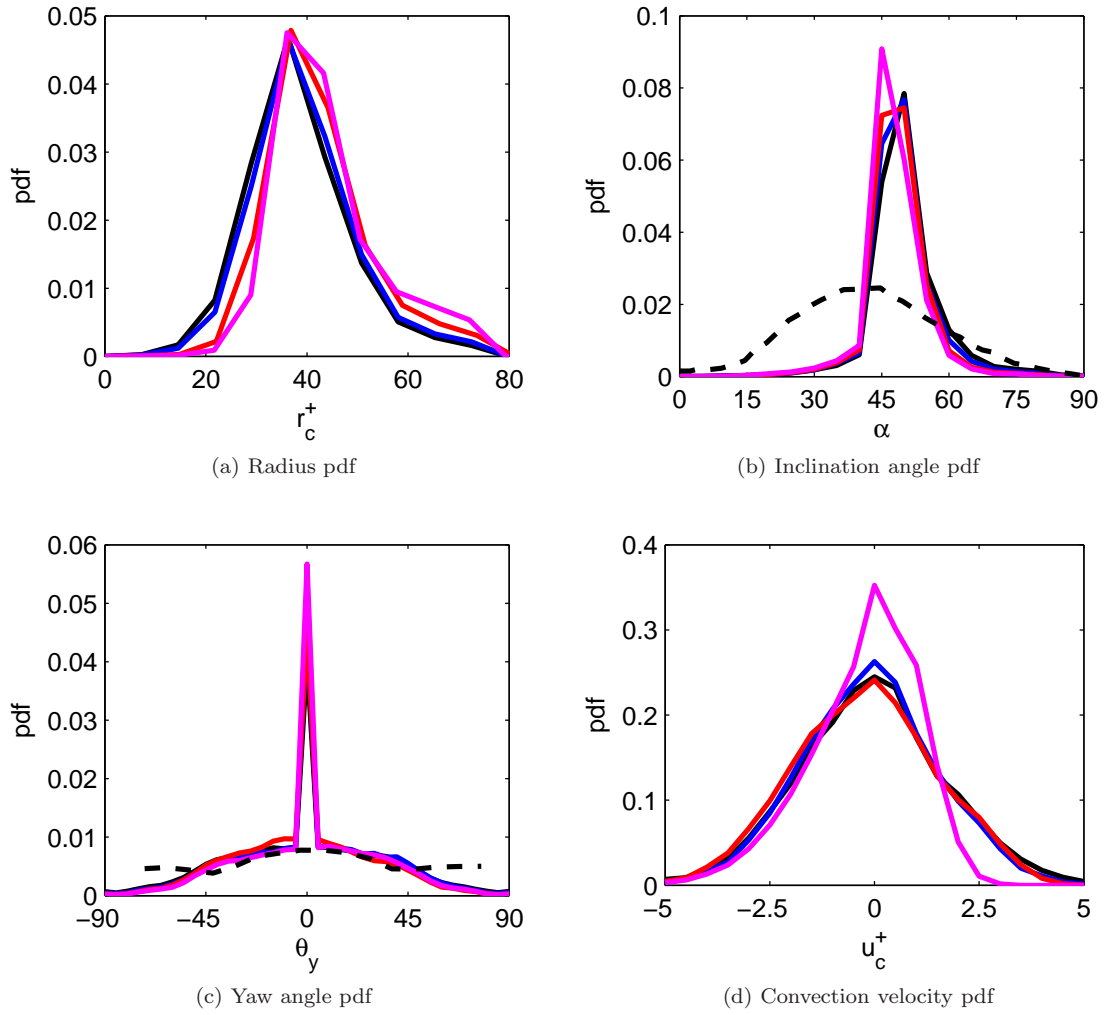 0.05
0.04
0.03
0.02
0.01
0
pdf
0 20 40 60 80
r_c^+
(a) Radius pdf
0.1
0.08
0.06
0.04
0.02
0
pdf
0 15 30 45 60 75 90
α
(b) Inclination angle pdf
0.06
0.05
0.04
0.03
0.02
0.01
0
pdf
−90 −45 0 45 90
θ_y
(c) Yaw angle pdf
0.4
0.3
0.2
0.1
0
pdf
−5 −2.5 0 2.5 5
u_c^+
(d) Convection velocity pdf